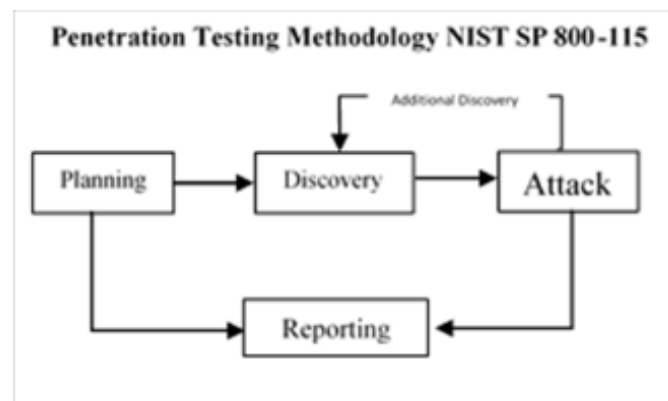 Penetration Testing Methodology NIST SP 800-115
Additional Discovery
Planning
Discovery
Attack
Reporting